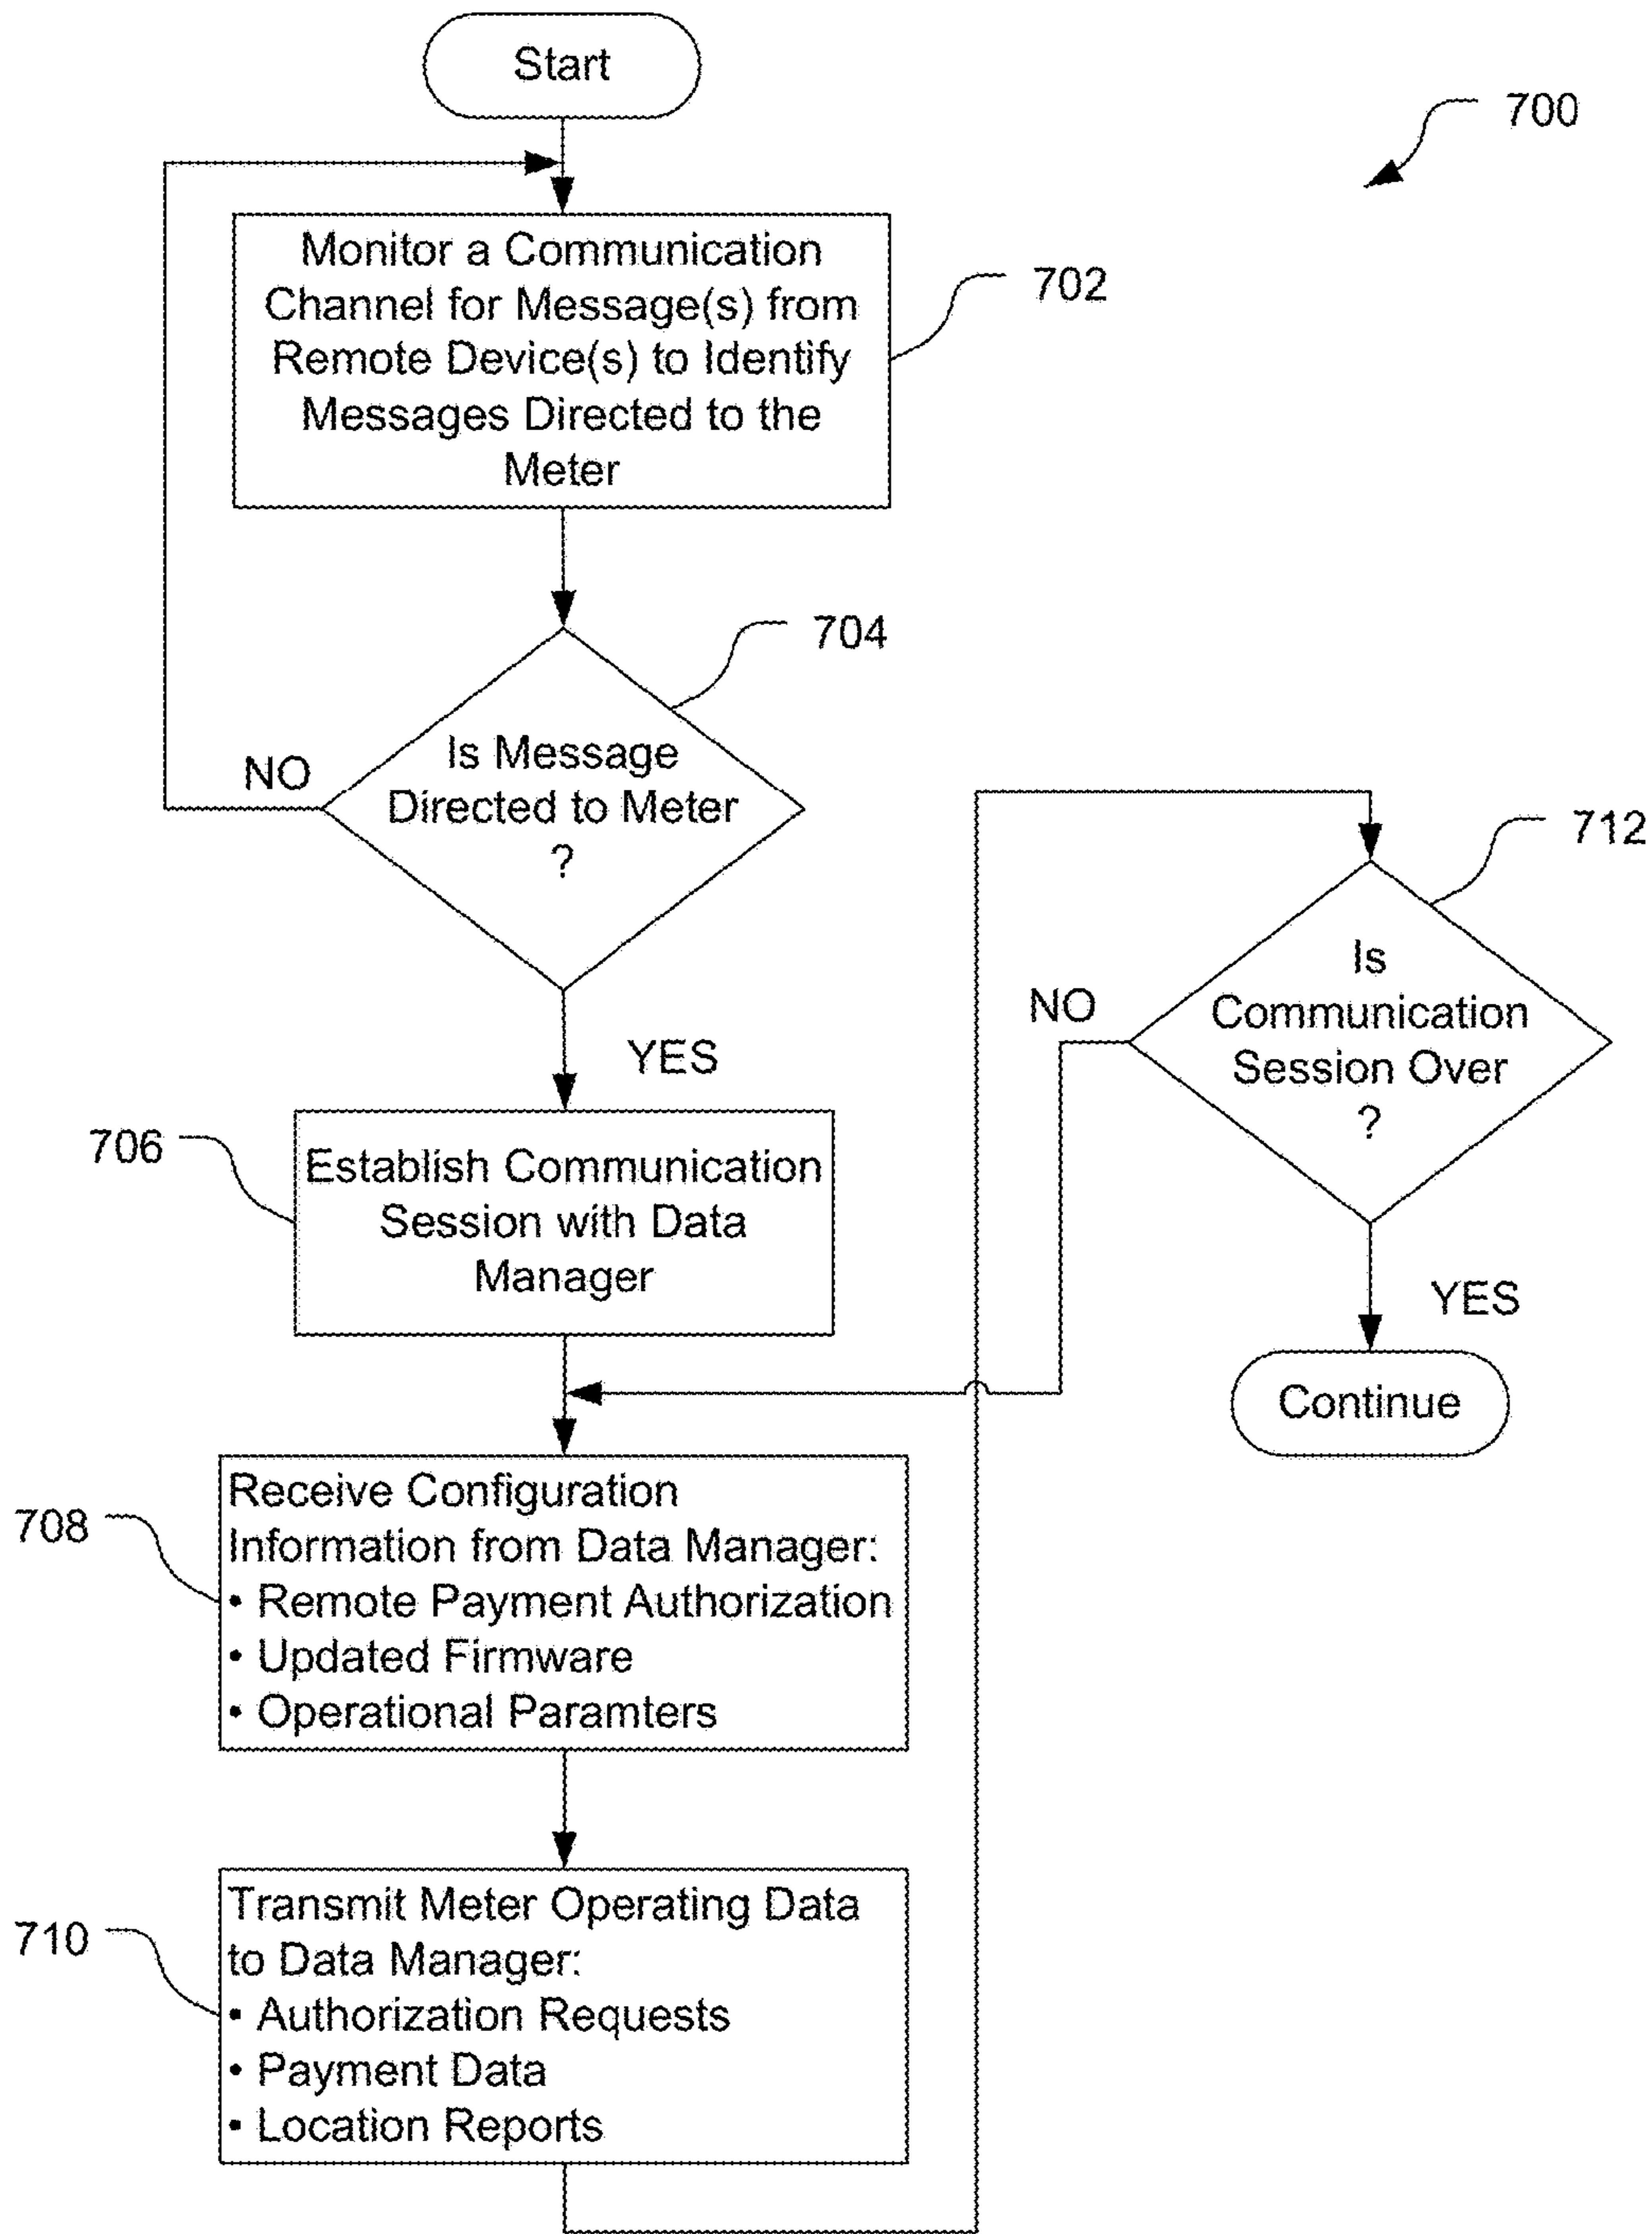 Start
700
Monitor a Communication
Channel for Message(s) from
Remote Device(s) to Identify
Messages Directed to the
Meter
702
704
Is Message
Directed to Meter
?
NO
YES
706
Establish Communication
Session with Data
Manager
708
Receive Configuration
Information from Data Manager:
• Remote Payment Authorization
• Updated Firmware
• Operational Paramters
710
Transmit Meter Operating Data
to Data Manager:
• Authorization Requests
• Payment Data
• Location Reports
712
Is
Communication
Session Over
?
NO
YES
Continue